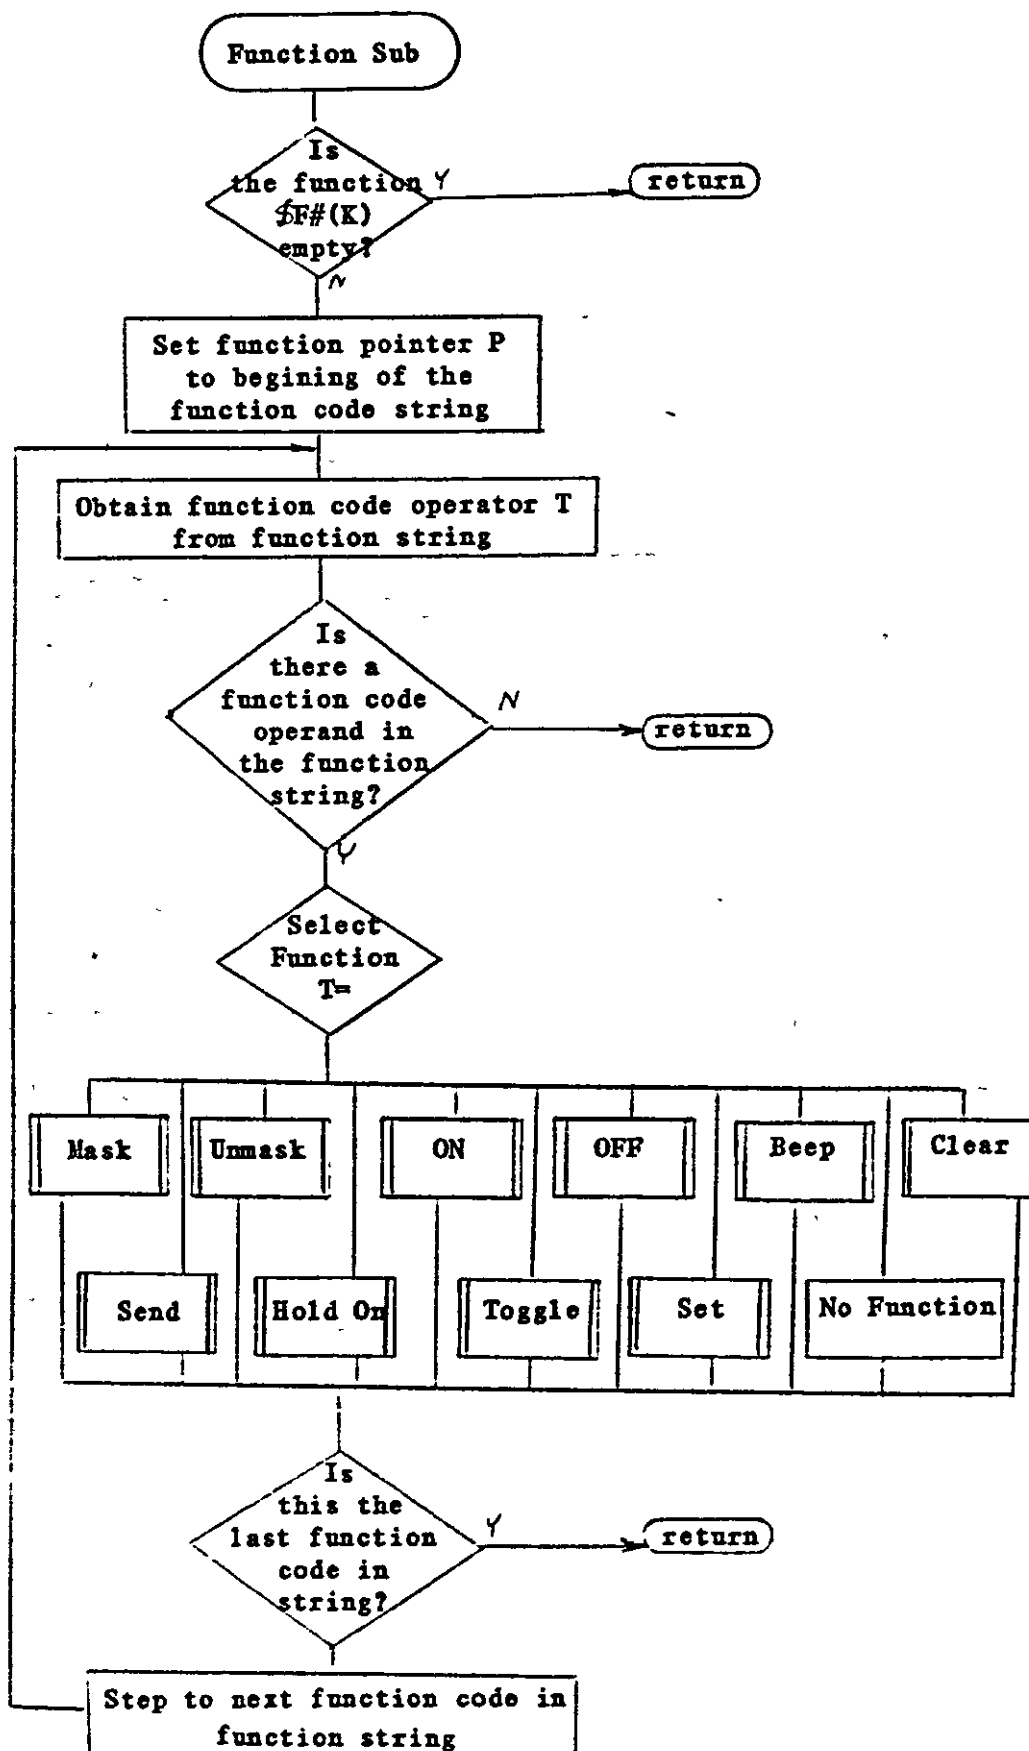 Function Sub
Is
the function
$F#(K)
empty?
Y
return
N
Set function pointer P
to begining of the
function code string
Obtain function code operator T
from function string
Is
there a
function code
operand in
the function
string?
N
return
Y
Select
Function
T=
Mask
Unmask
ON
OFF
Beep
Clear
Send
Hold On
Toggle
Set
No Function
Is
this the
last function
code in
string?
Y
return
Step to next function code in
function string